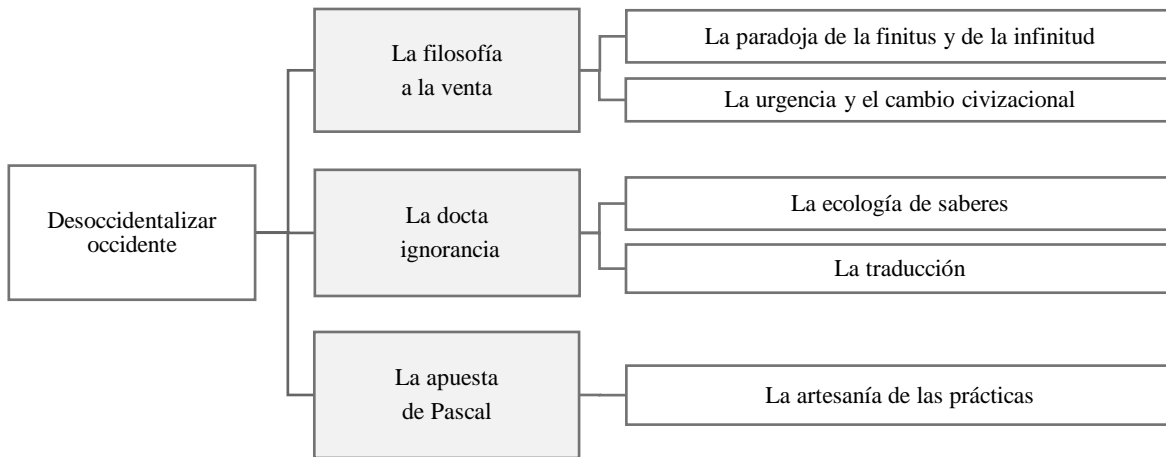 Desoccidentalizar
occidente
La filosofía
a la venta
La paradoja de la finitus y de la infinitud
La urgencia y el cambio civizacional
La docta
ignorancia
La ecología de saberes
La traducción
La apuesta
de Pascal
La artesanía de las prácticas